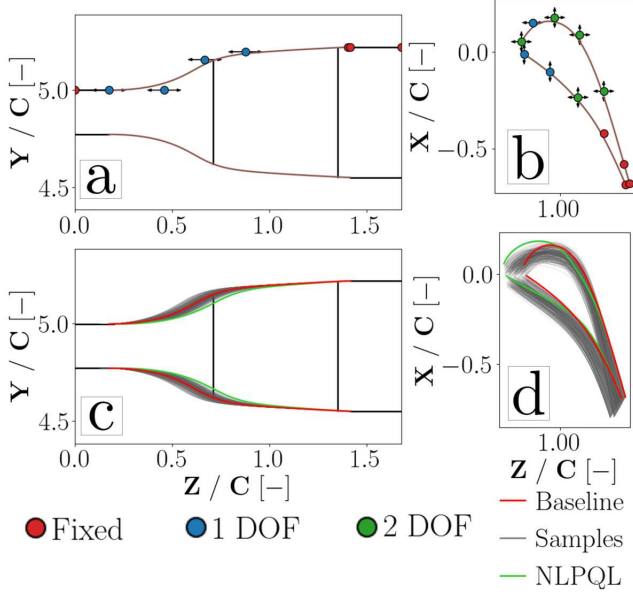 Y / C [−]
5.0
4.5
a
0.0
0.5
1.0
1.5
X / C [−]
0.0
−0.5
b
1.00
Y / C [−]
5.0
4.5
c
0.0
0.5
1.0
1.5
Z / C [−]
X / C [−]
0.0
−0.5
d
1.00
Z / C [−]
Fixed
1 DOF
2 DOF
Baseline
Samples
NLPQL